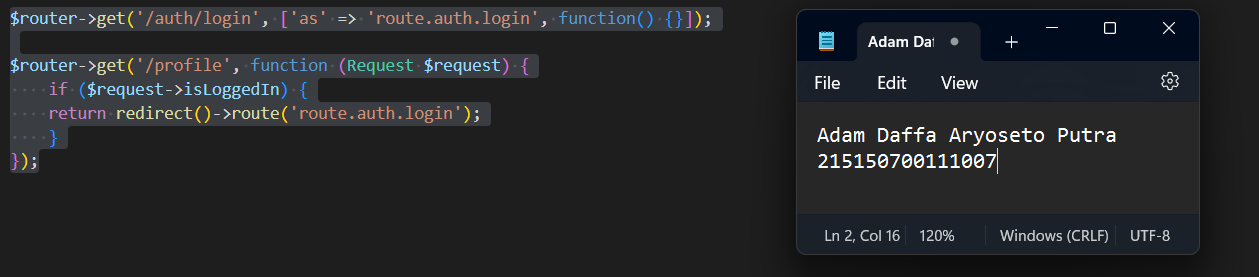 $router->get('/auth/login', ['as' => 'route.auth.login', function() {}]);
$router->get('/profile', function (Request $request) {
if ($request->isLoggedIn) {
return redirect()->route('route.auth.login');
}
});
Adam Daf
File Edit View
Adam Daffa Aryoseto Putra
215150700111007
Ln 2, Col 16 120% Windows (CRLF) UTF-8